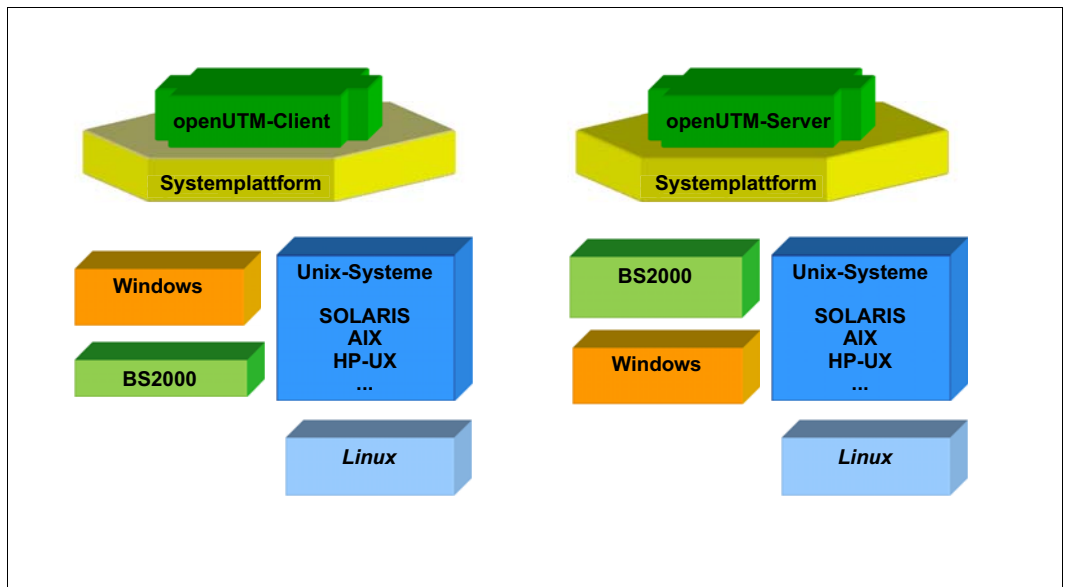 openUTM-Client
Systemplattform
Windows
BS2000
Unix-Systeme
SOLARIS
AIX
HP-UX
...
Linux
openUTM-Server
Systemplattform
BS2000
Windows
Unix-Systeme
SOLARIS
AIX
HP-UX
...
Linux